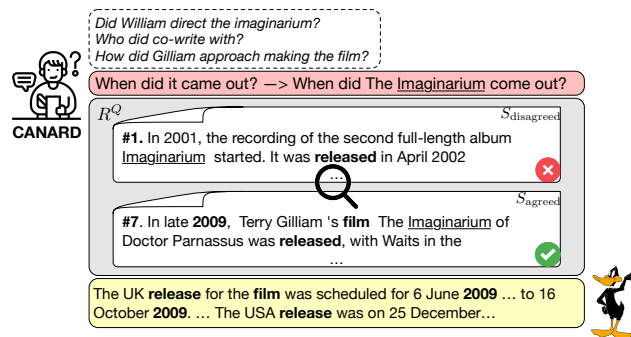 Did William direct the imaginarium?
Who did co-write with?
How did Gilliam approach making the film?
?
CANARD
When did it came out? —> When did The Imaginarium come out?
R^Q
S_disagreed
#1. In 2001, the recording of the second full-length album
Imaginarium started. It was released in April 2002
...
S_agreed
#7. In late 2009, Terry Gilliam 's film The Imaginarium of
Doctor Parnassus was released, with Waits in the
...
The UK release for the film was scheduled for 6 June 2009 ... to 16
October 2009. ... The USA release was on 25 December...